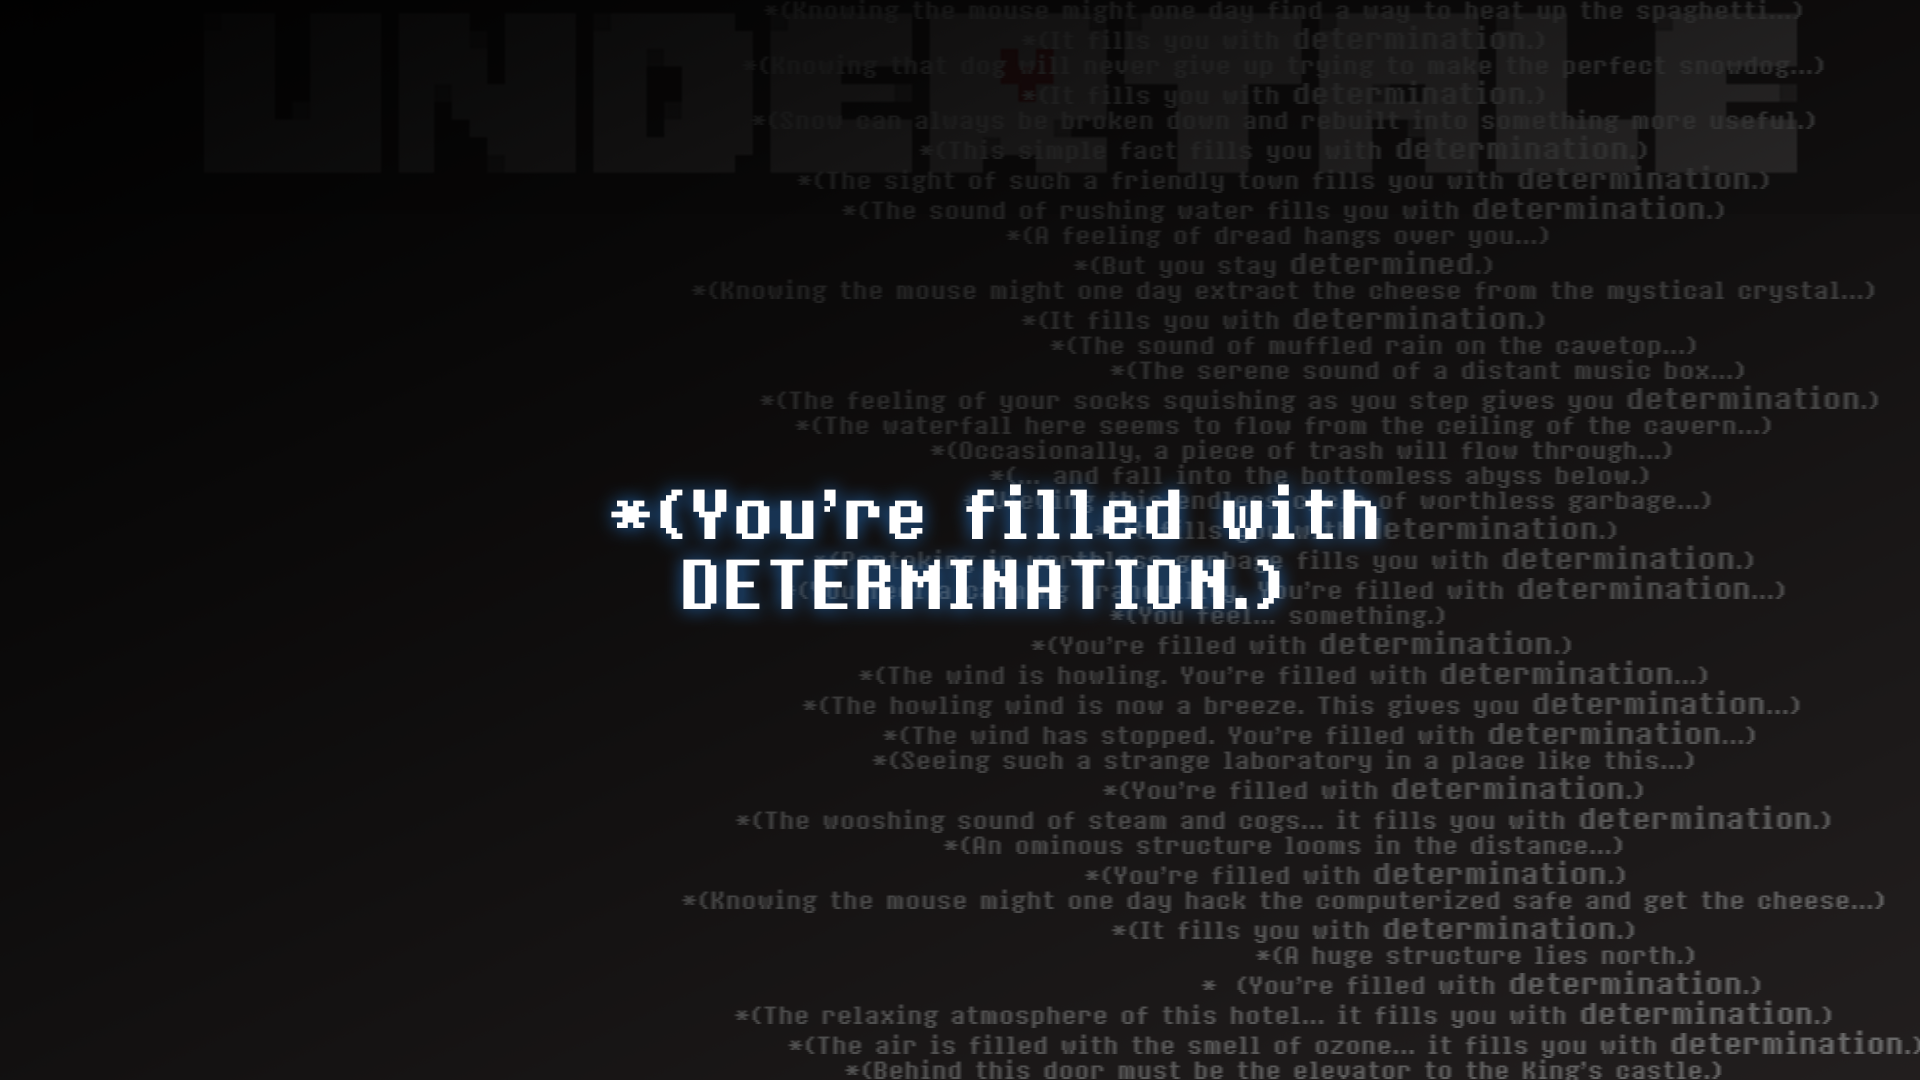 UNDERTALE
*(Knowing the mouse might one day find a way to heat up the spaghetti...)
*(It fills you with determination.)
*(Knowing that dog will never give up trying to make the perfect snowdog...)
*(It fills you with determination.)
*(Snow can always be broken down and rebuilt into something more useful.)
*(This simple fact fills you with determination.)
*(The sight of such a friendly town fills you with determination.)
*(The sound of rushing water fills you with determination.)
*(A feeling of dread hangs over you...)
*(But you stay determined.)
*(Knowing the mouse might one day extract the cheese from the mystical crystal...)
*(It fills you with determination.)
*(The sound of muffled rain on the cavetop...)
*(The serene sound of a distant music box...)
*(The feeling of your socks squishing as you step gives you determination.)
*(The waterfall here seems to flow from the ceiling of the cavern...)
*(Occasionally, a piece of trash will flow through...)
*(... and fall into the bottomless abyss below.)
this endless of worthless garbage...)
*(You're filled with
fills you determination.)
DETERMINATION.)
garbage fills you with determination.)
tranquility. You're filled with determination...)
*(You feel... something.)
*(You're filled with determination.)
*(The wind is howling. You're filled with determination...)
*(The howling wind is now a breeze. This gives you determination...)
*(The wind has stopped. You're filled with determination...)
*(Seeing such a strange laboratory in a place like this...)
*(You're filled with determination.)
*(The wooshing sound of steam and cogs... it fills you with determination.)
*(An ominous structure looms in the distance...)
*(You're filled with determination.)
*(Knowing the mouse might one day hack the computerized safe and get the cheese...)
*(It fills you with determination.)
*(A huge structure lies north.)
* (You're filled with determination.)
*(The relaxing atmosphere of this hotel... it fills you with determination.)
*(The air is filled with the smell of ozone... it fills you with determination.)
*(Behind this door must be the elevator to the King's castle.)